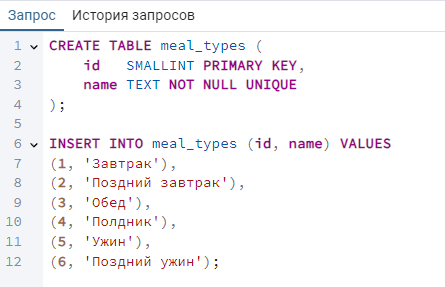 Запрос История запросов
1 CREATE TABLE meal_types (
2     id   SMALLINT PRIMARY KEY,
3     name TEXT NOT NULL UNIQUE
4 );
5
6 INSERT INTO meal_types (id, name) VALUES
7 (1, 'Завтрак'),
8 (2, 'Поздний завтрак'),
9 (3, 'Обед'),
10 (4, 'Полдник'),
11 (5, 'Ужин'),
12 (6, 'Поздний ужин');